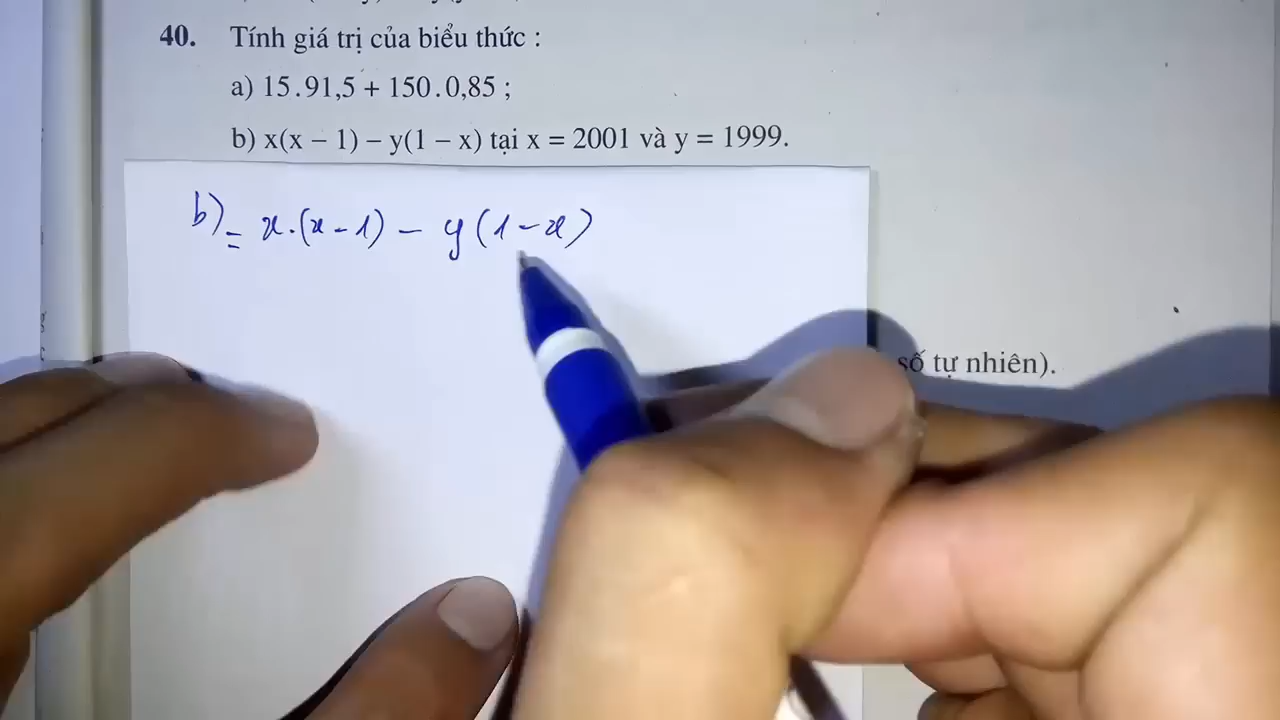 40. Tính giá trị của biểu thức :
a) 15.91,5 + 150.0,85 ;
b) x(x – 1) – y(1 – x) tại x = 2001 và y = 1999.
b) = x.(x - 1) - y (1 - x)
số tự nhiên).